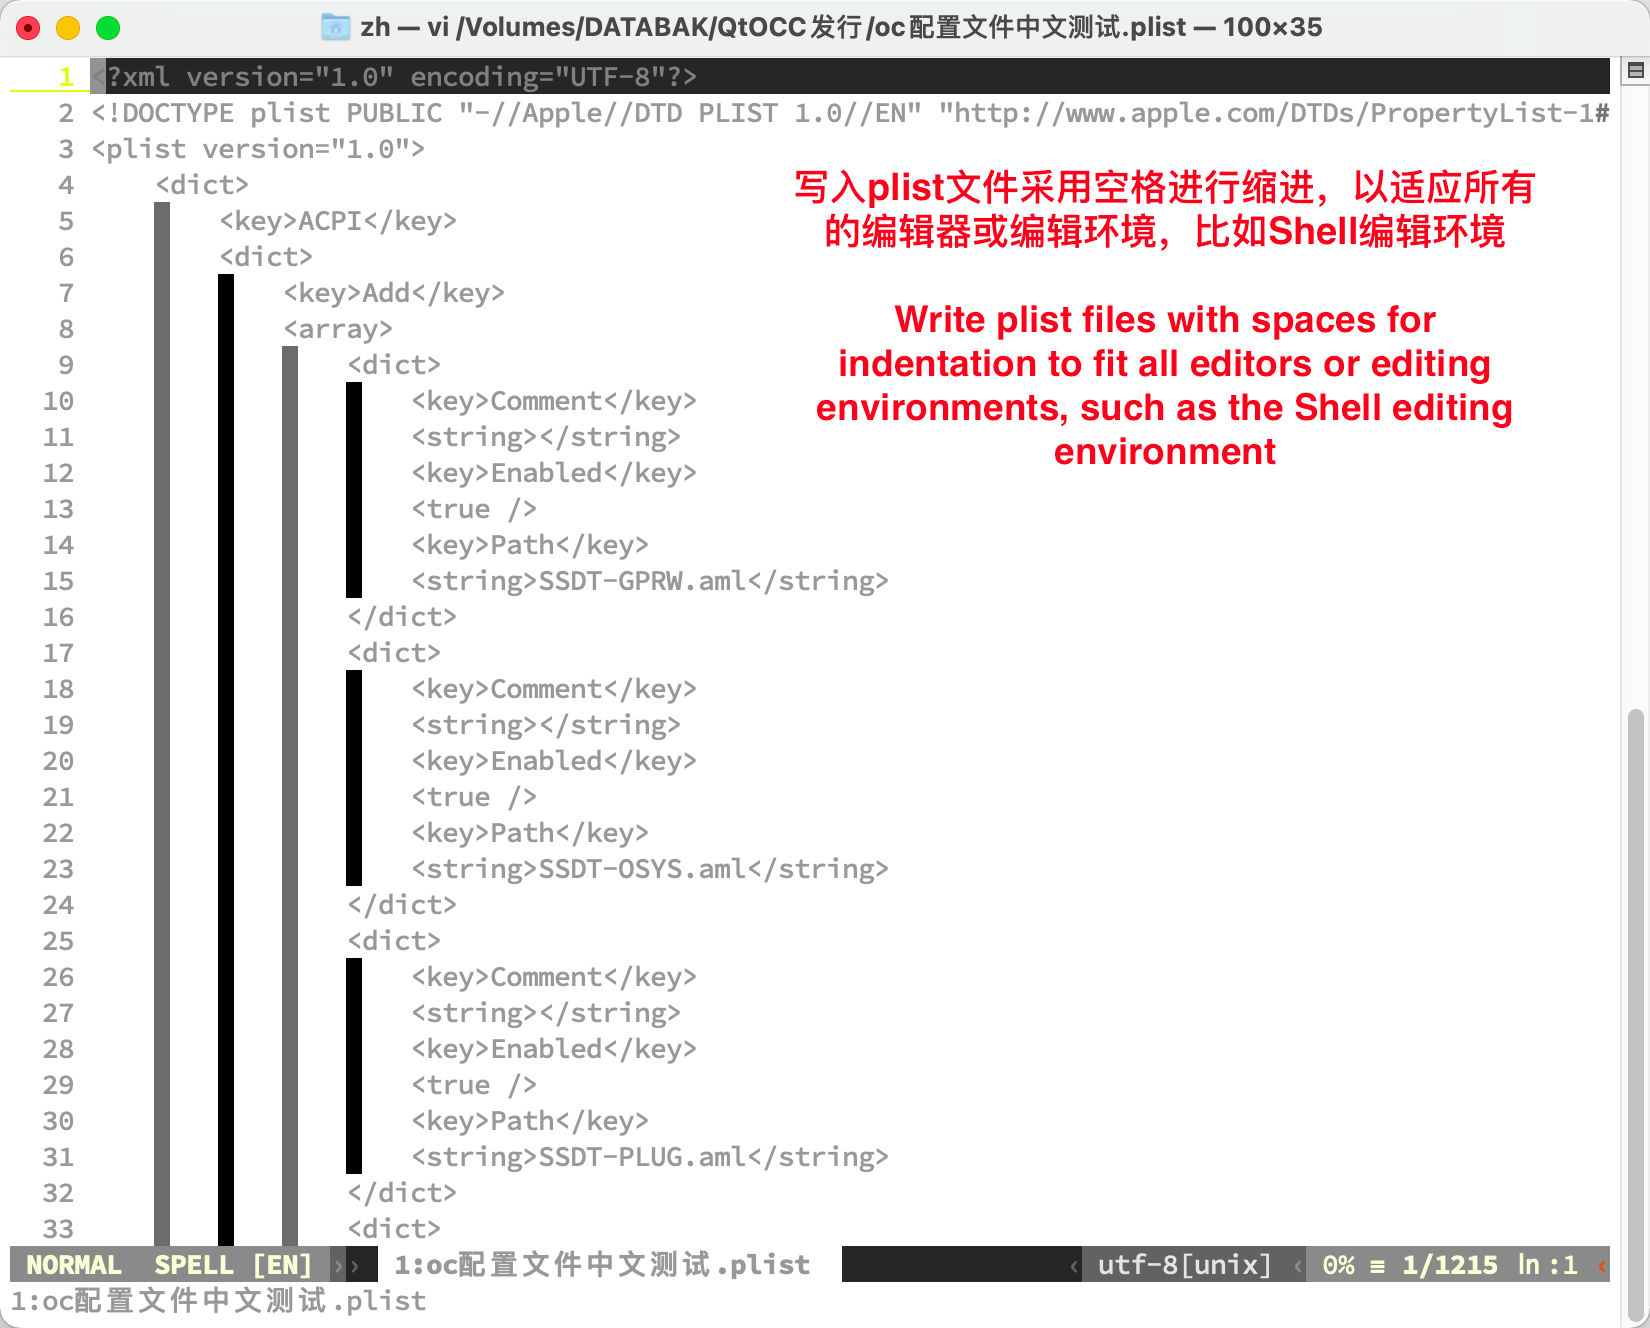 zh — vi /Volumes/DATABAK/QtOCC发行/oc配置文件中文测试.plist — 100×35
1 <?xml version="1.0" encoding="UTF-8"?>
2 <!DOCTYPE plist PUBLIC "-//Apple//DTD PLIST 1.0//EN" "http://www.apple.com/DTDs/PropertyList-1#
3 <plist version="1.0">
4 <dict>
5 <key>ACPI</key>
6 <dict>
7 <key>Add</key>
8 <array>
9 <dict>
10 <key>Comment</key>
11 <string></string>
12 <key>Enabled</key>
13 <true />
14 <key>Path</key>
15 <string>SSDT-GPRW.aml</string>
16 </dict>
17 <dict>
18 <key>Comment</key>
19 <string></string>
20 <key>Enabled</key>
21 <true />
22 <key>Path</key>
23 <string>SSDT-OSYS.aml</string>
24 </dict>
25 <dict>
26 <key>Comment</key>
27 <string></string>
28 <key>Enabled</key>
29 <true />
30 <key>Path</key>
31 <string>SSDT-PLUG.aml</string>
32 </dict>
33 <dict>
写入plist文件采用空格进行缩进，以适应所有
的编辑器或编辑环境，比如Shell编辑环境
Write plist files with spaces for
indentation to fit all editors or editing
environments, such as the Shell editing
environment
NORMAL SPELL [EN] 1:oc配置文件中文测试.plist utf-8[unix] 0% ≡ 1/1215 ln :1
1:oc配置文件中文测试.plist